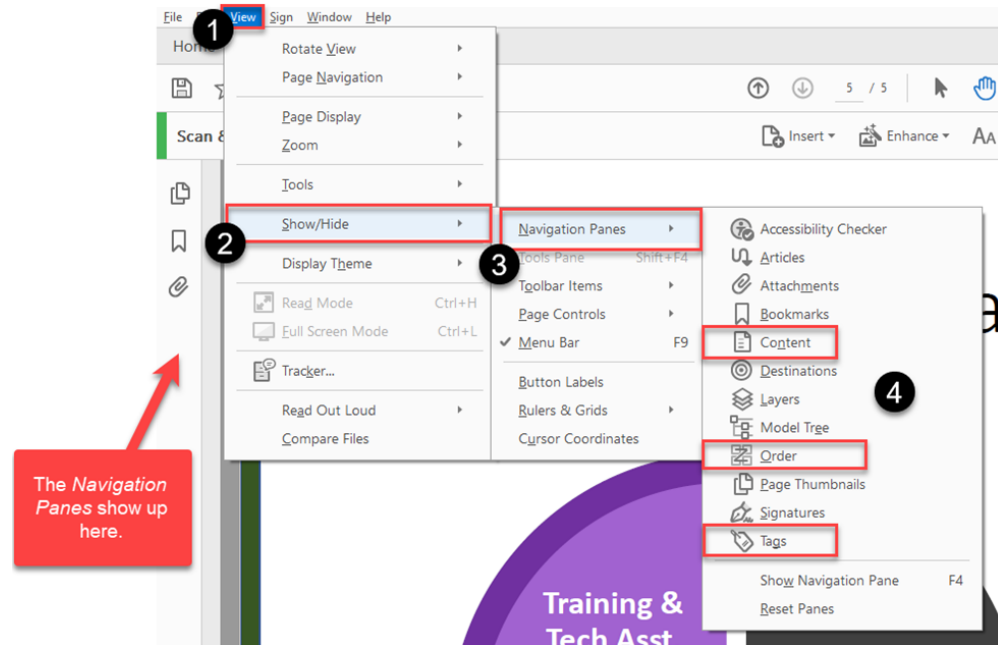 File View Sign Window Help
1
Hom
5 / 5
Scan &
Insert
Enhance
AA
Rotate View
Page Navigation
Page Display
Zoom
Tools
Show/Hide
2
Display Theme
Read Mode Ctrl+H
Full Screen Mode Ctrl+L
Tracker...
Read Out Loud
Compare Files
Navigation Panes
3
Tools Pane Shift+F4
Toolbar Items
Page Controls
Menu Bar F9
Button Labels
Rulers & Grids
Cursor Coordinates
Accessibility Checker
Articles
Attachments
Bookmarks
Content
Destinations
4
Layers
Model Tree
Order
Page Thumbnails
Signatures
Tags
Show Navigation Pane F4
Reset Panes
The Navigation
Panes show up
here.
Training &
Tech Asst